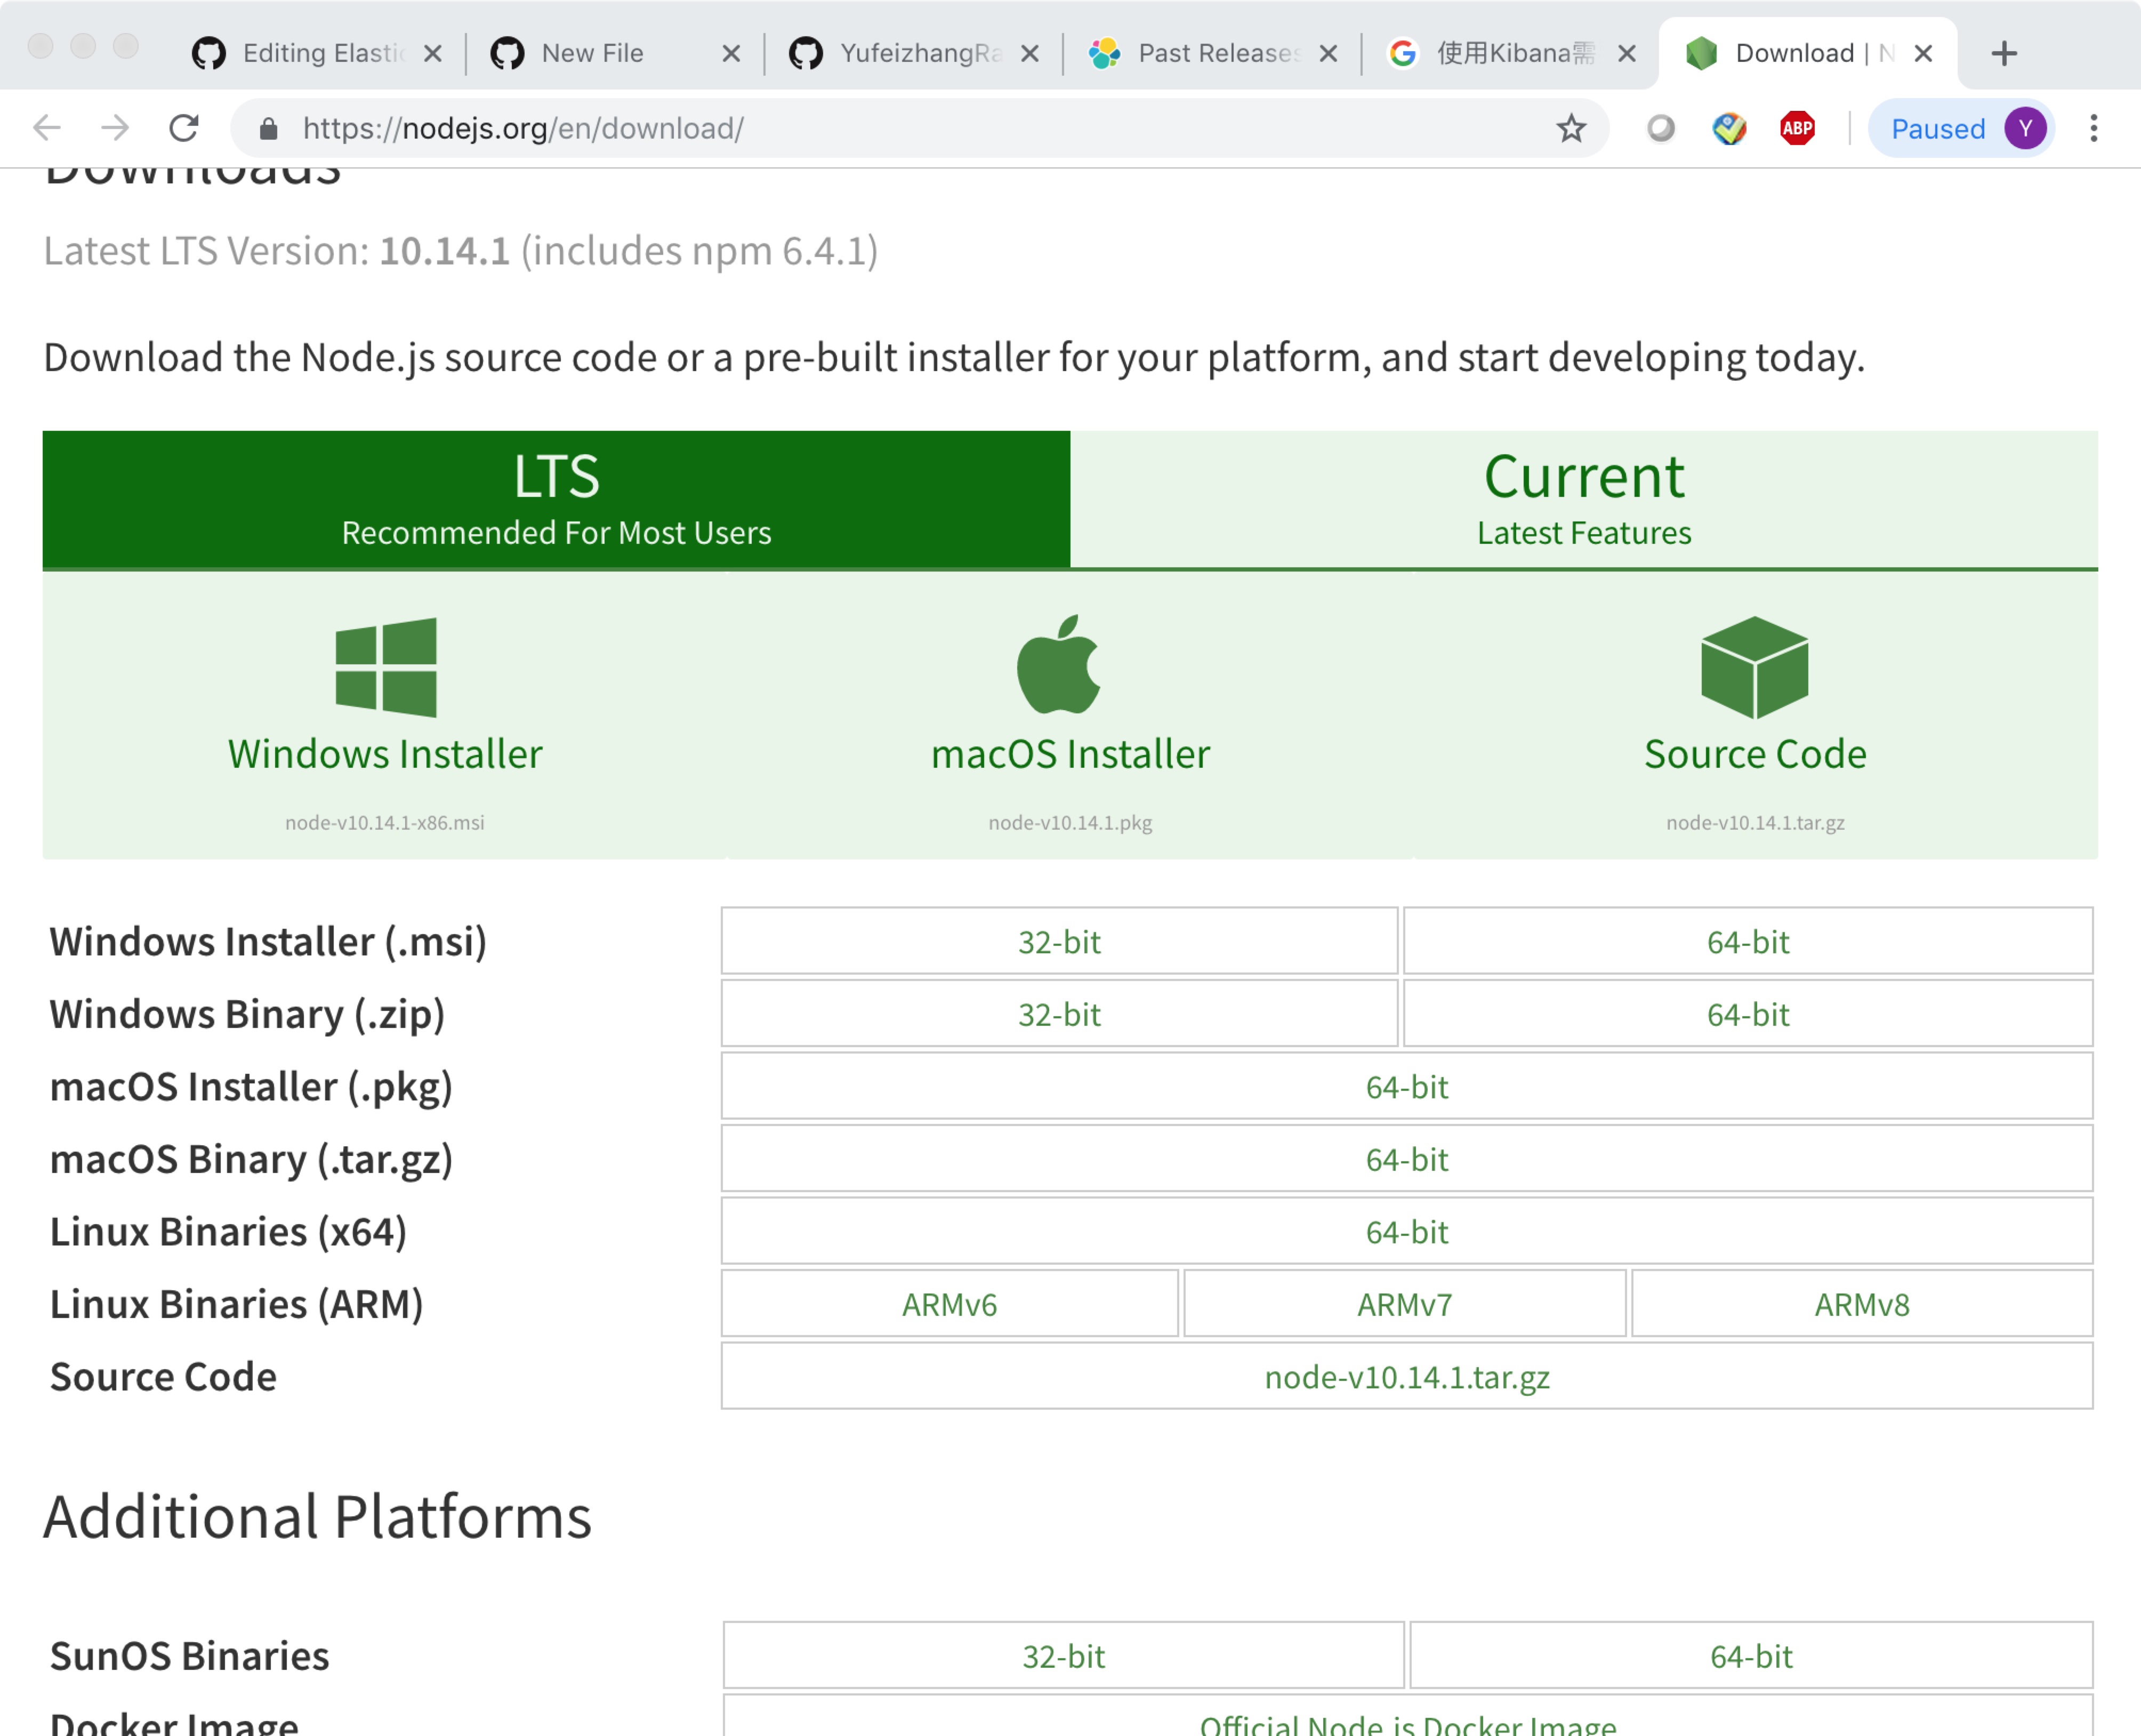 Editing Elastic
New File
YufeizhangRa
Past Releases
使用Kibana需
Download | N
https://nodejs.org/en/download/
ABP
Paused
Y
Downloads
Latest LTS Version: 10.14.1 (includes npm 6.4.1)
Download the Node.js source code or a pre-built installer for your platform, and start developing today.
LTS
Recommended For Most Users
Current
Latest Features
Windows Installer
node-v10.14.1-x86.msi
macOS Installer
node-v10.14.1.pkg
Source Code
node-v10.14.1.tar.gz
Windows Installer (.msi) 32-bit 64-bit
Windows Binary (.zip) 32-bit 64-bit
macOS Installer (.pkg) 64-bit
macOS Binary (.tar.gz) 64-bit
Linux Binaries (x64) 64-bit
Linux Binaries (ARM) ARMv6 ARMv7 ARMv8
Source Code node-v10.14.1.tar.gz
Additional Platforms
SunOS Binaries 32-bit 64-bit
Docker Image Official Node.js Docker Image